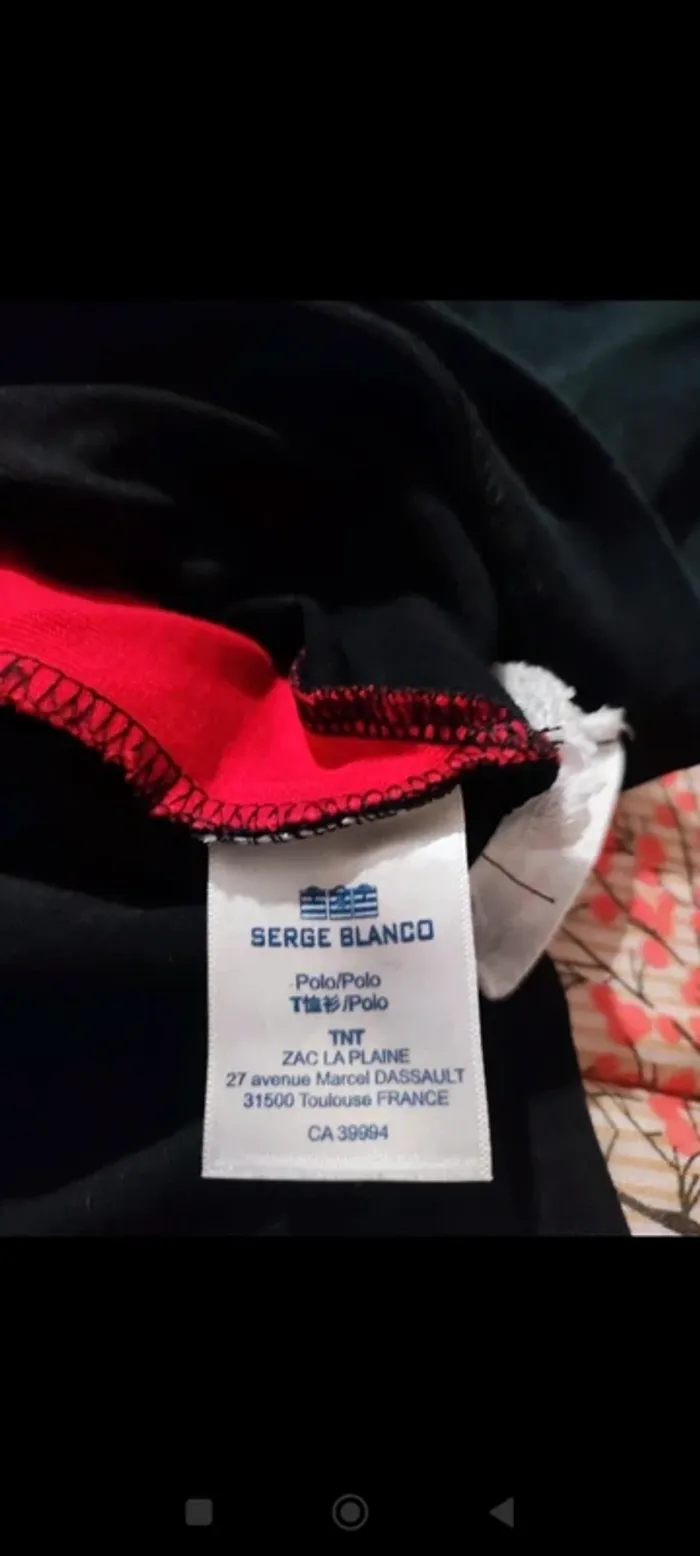 SERGE BLANCO
Polo/Polo
T恤衫/Polo
TNT
ZAC LA PLAINE
27 avenue Marcel DASSAULT
31500 Toulouse FRANCE
CA 39994